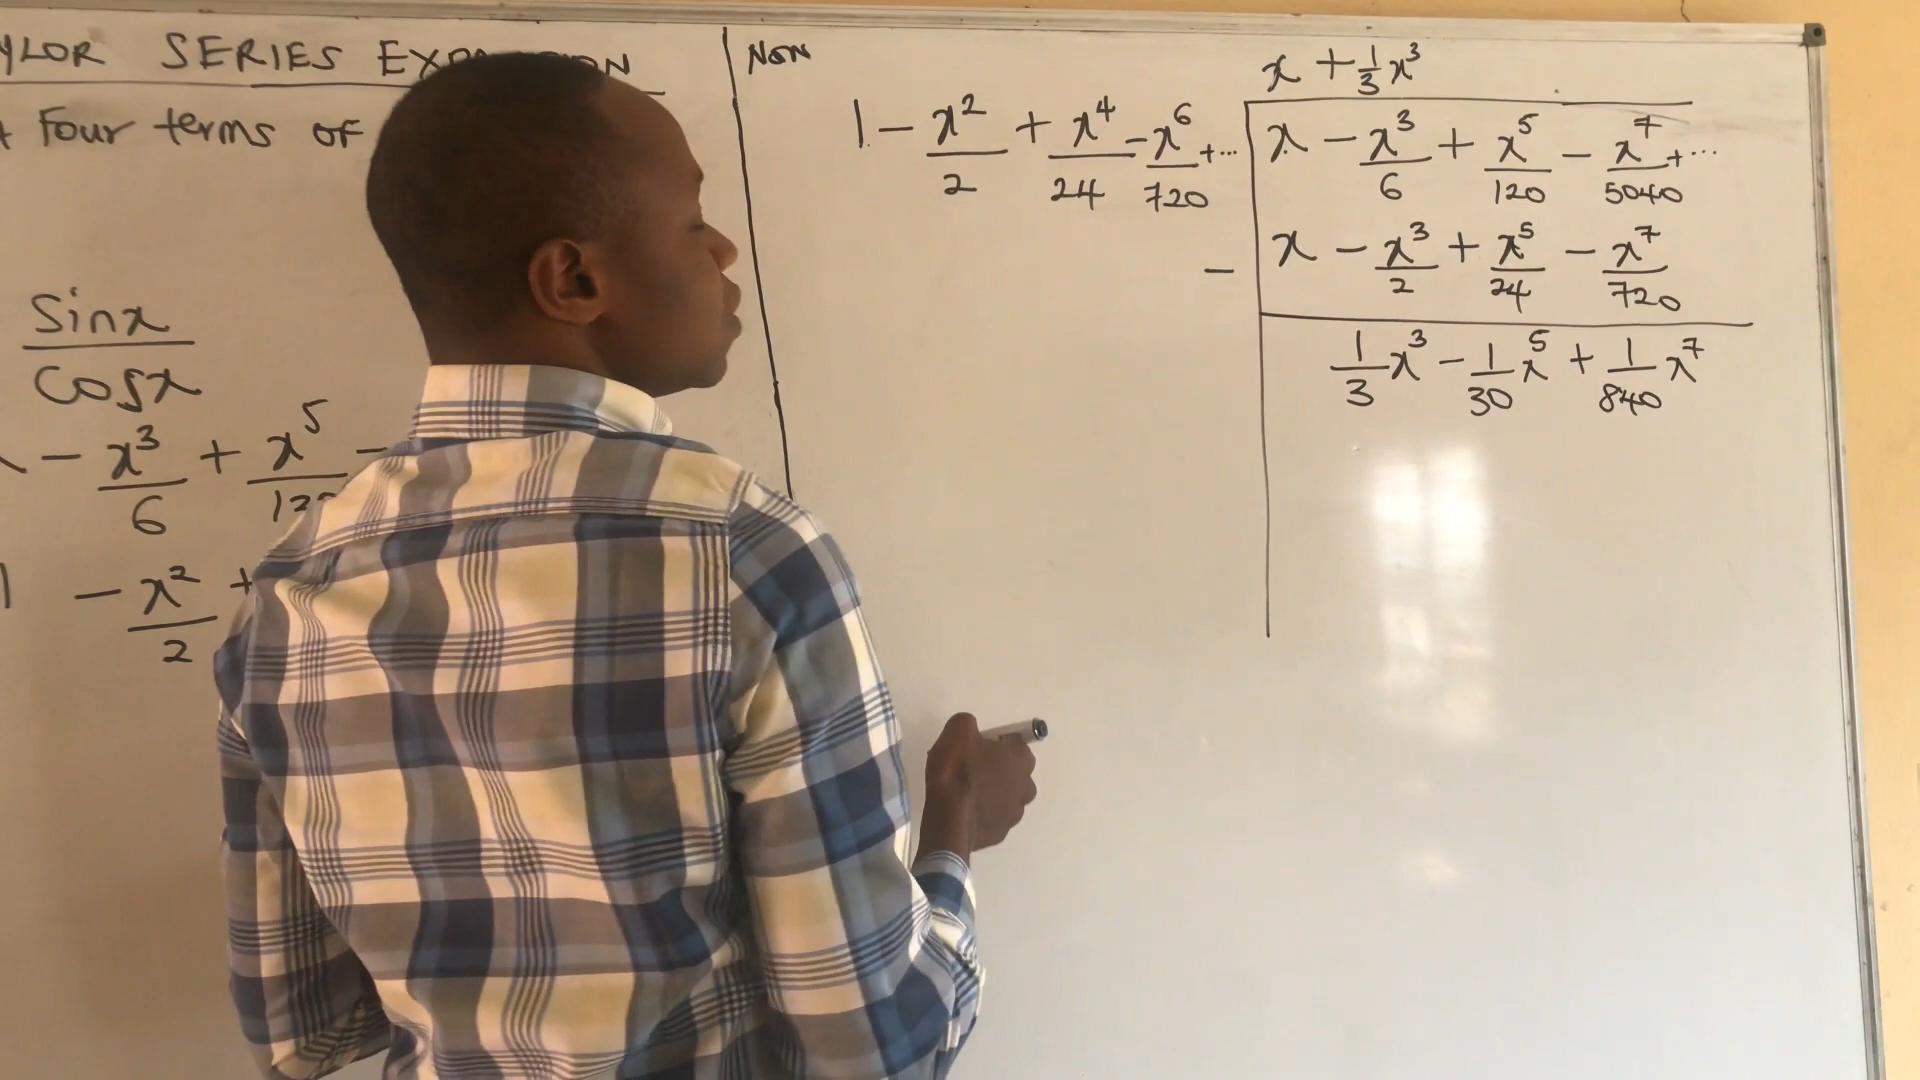 YLOR SERIES EXP ON
Four terms of
Sinx
cosx
- x³/6 + x⁵/12 -
1 - x²/2 +
Now
x + 1/3 x³
1 - x²/2 + x⁴/24 - x⁶/720 + ... x - x³/6 + x⁵/120 - x⁷/5040 + ...
- x - x³/2 + x⁵/24 - x⁷/720
1/3 x³ - 1/30 x⁵ + 1/840 x⁷